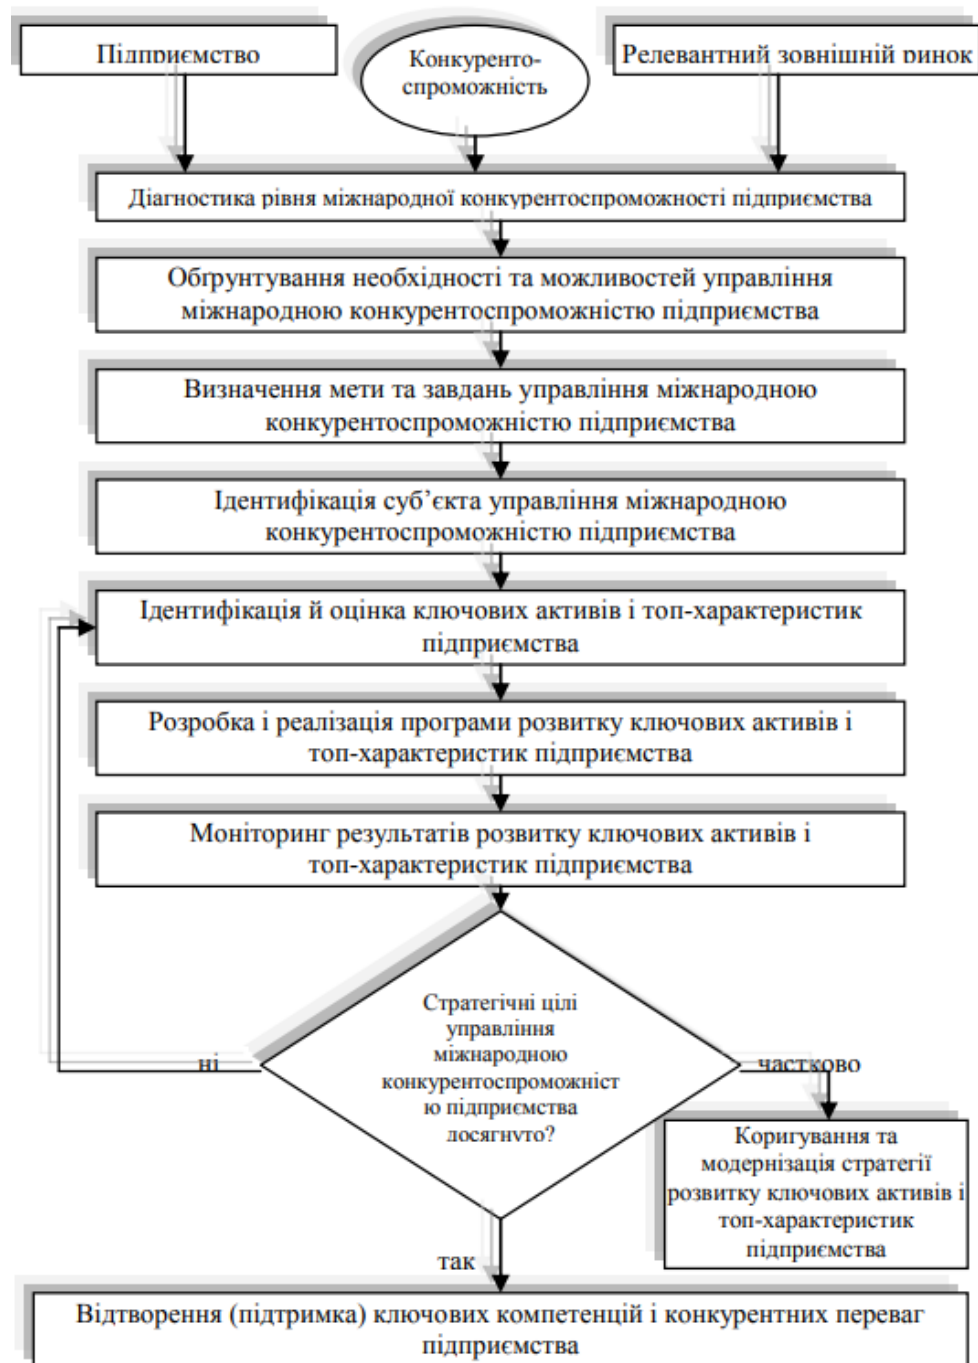 Підприємство
Конкуренто-
спроможність
Релевантний зовнішній ринок
Діагностика рівня міжнародної конкурентоспроможності підприємства
Обґрунтування необхідності та можливостей управління
міжнародною конкурентоспроможністю підприємства
Визначення мети та завдань управління міжнародною
конкурентоспроможністю підприємства
Ідентифікація суб’єкта управління міжнародною
конкурентоспроможністю підприємства
Ідентифікація й оцінка ключових активів і топ-характеристик
підприємства
Розробка і реалізація програми розвитку ключових активів і
топ-характеристик підприємства
Моніторинг результатів розвитку ключових активів і
топ-характеристик підприємства
Стратегічні цілі
управління
міжнародною
конкурентоспроможніст
ю підприємства
досягнуто?
ні
частково
Коригування та
модернізація стратегії
розвитку ключових активів і
топ-характеристик
підприємства
так
Відтворення (підтримка) ключових компетенцій і конкурентних переваг
підприємства